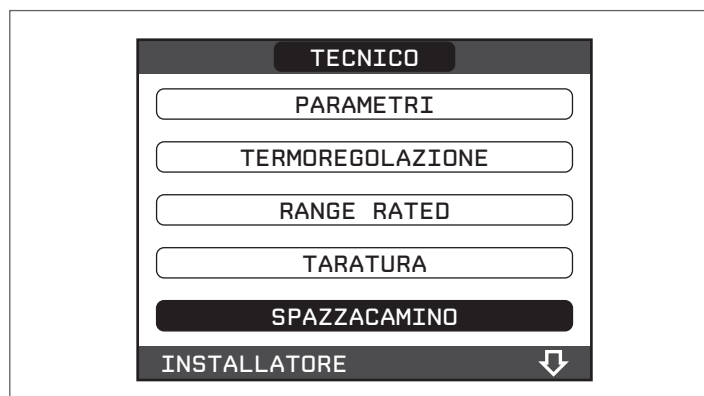 TECNICO
PARAMETRI
TERMOREGOLAZIONE
RANGE RATED
TARATURA
SPAZZACAMINO
INSTALLATORE